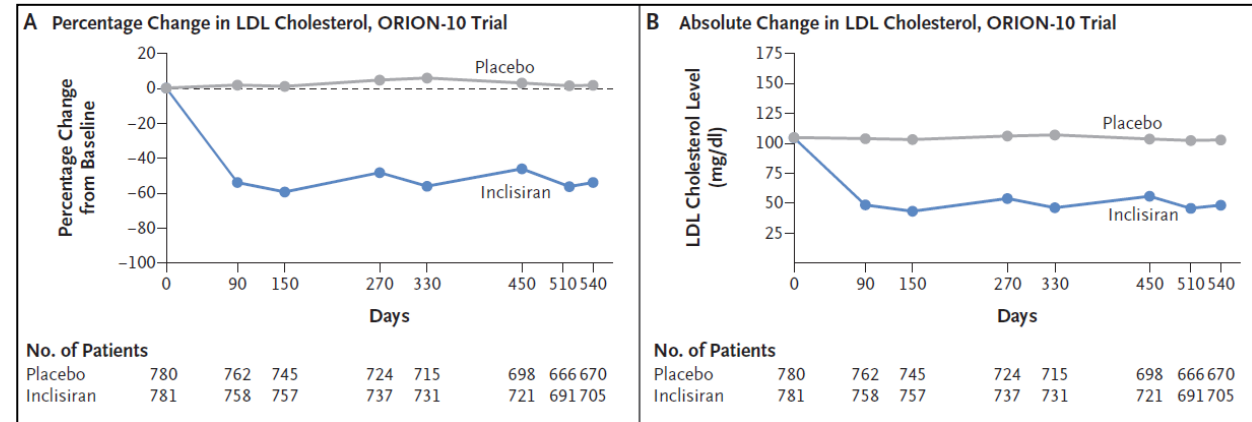 A Percentage Change in LDL Cholesterol, ORION-10 Trial
Percentage Change
from Baseline
20
0
−20
−40
−60
−80
−100
Placebo
Inclisiran
0 90 150 270 330 450 510 540
Days
No. of Patients
Placebo 780 762 745 724 715 698 666 670
Inclisiran 781 758 757 737 731 721 691 705
B Absolute Change in LDL Cholesterol, ORION-10 Trial
LDL Cholesterol Level
(mg/dl)
175
150
125
100
75
50
25
Placebo
Inclisiran
0 90 150 270 330 450 510 540
Days
No. of Patients
Placebo 780 762 745 724 715 698 666 670
Inclisiran 781 758 757 737 731 721 691 705